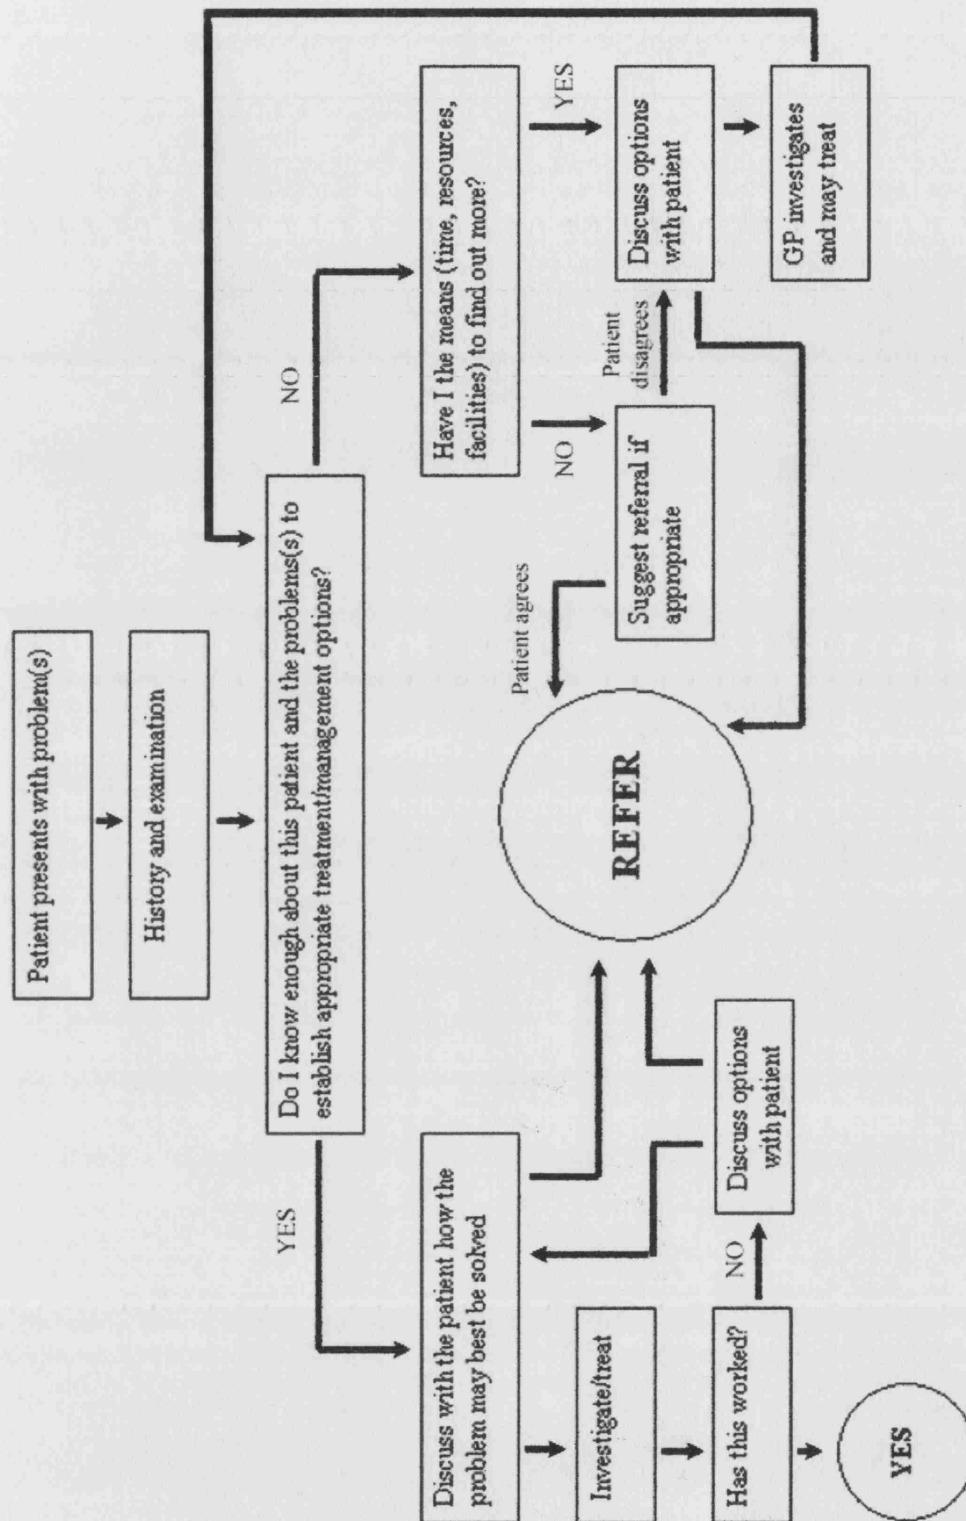 Patient presents with problem(s)
History and examination
Do I know enough about this patient and the problems(s) to
establish appropriate treatment/management options?
YES
NO
Discuss with the patient how the
problem may best be solved
Have I the means (time, resources,
facilities) to find out more?
NO
YES
Patient agrees
Investigate/treat
REFER
Suggest referral if
appropriate
Patient
disagrees
Discuss options
with patient
Has this worked?
NO
Discuss options
with patient
GP investigates
and may treat
YES